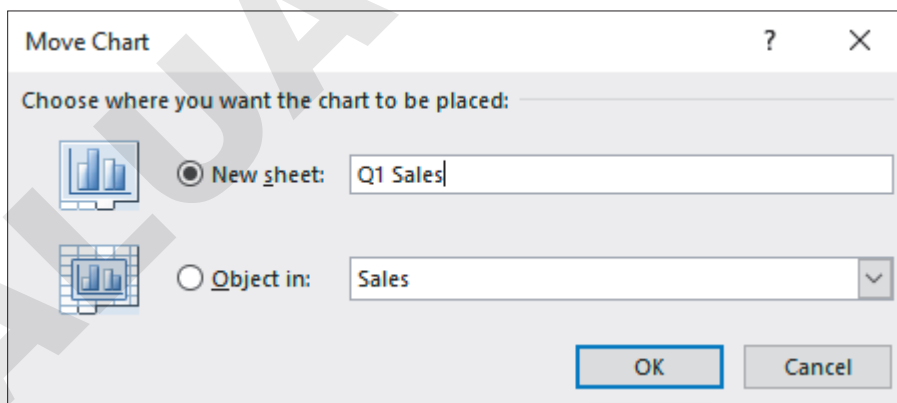 Move Chart ?
Choose where you want the chart to be placed:
New sheet: Q1 Sales
Object in: Sales
OK Cancel